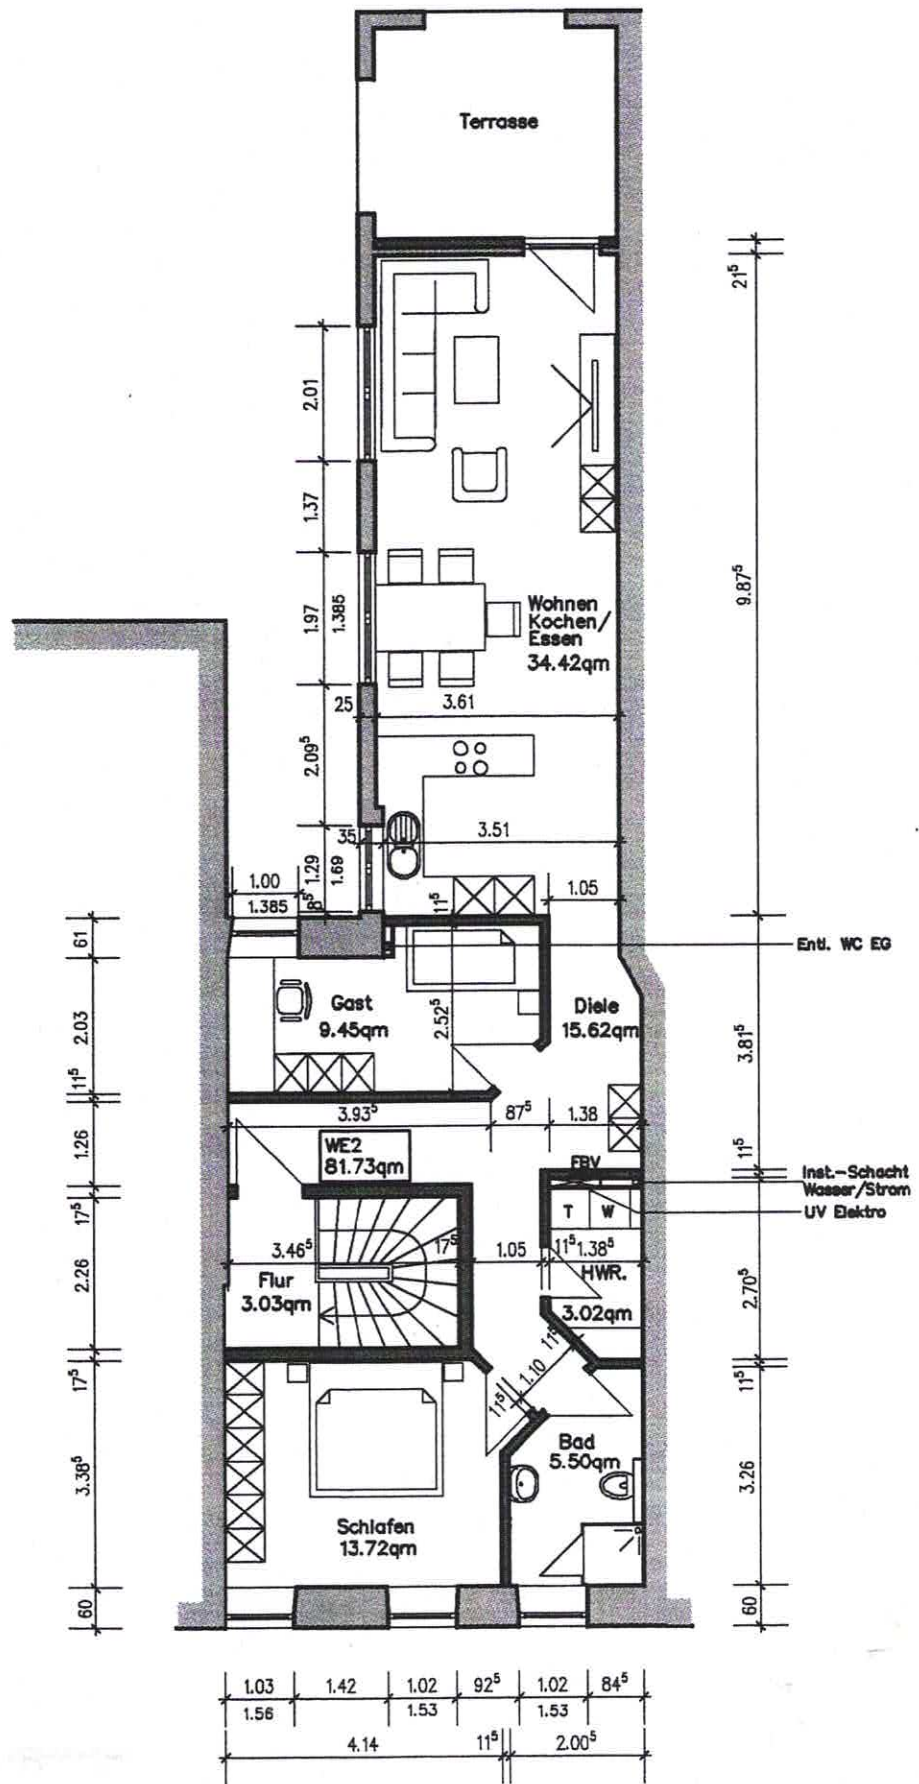 Terrasse
21⁵
2.01
1.37
9.87⁵
1.97
1.385
Wohnen
Kochen/
Essen
34.42qm
25
3.61
2.09⁵
35
3.51
1.29
1.69
1.00
1.385
8⁵
11⁵
1.05
61
Entl. WC EG
Gast
9.45qm
2.52⁵
Diele
15.62qm
2.03
3.81⁵
11⁵
3.93⁵
87⁵
1.38
1.26
WE2
81.73qm
11⁵
FBV
Inst.-Schacht
Wasser/Strom
UV Elektro
17⁵
T
W
3.46⁵
17⁵
1.05
11⁵
1.38⁵
2.26
Flur
3.03qm
HWR.
3.02qm
2.70⁵
11⁵
17⁵
1.10
11⁵
11⁵
Bad
5.50qm
3.38⁵
3.26
Schlafen
13.72qm
60
60
1.03
1.42
1.02
92⁵
1.02
84⁵
1.56
1.53
1.53
4.14
11⁵
2.00⁵